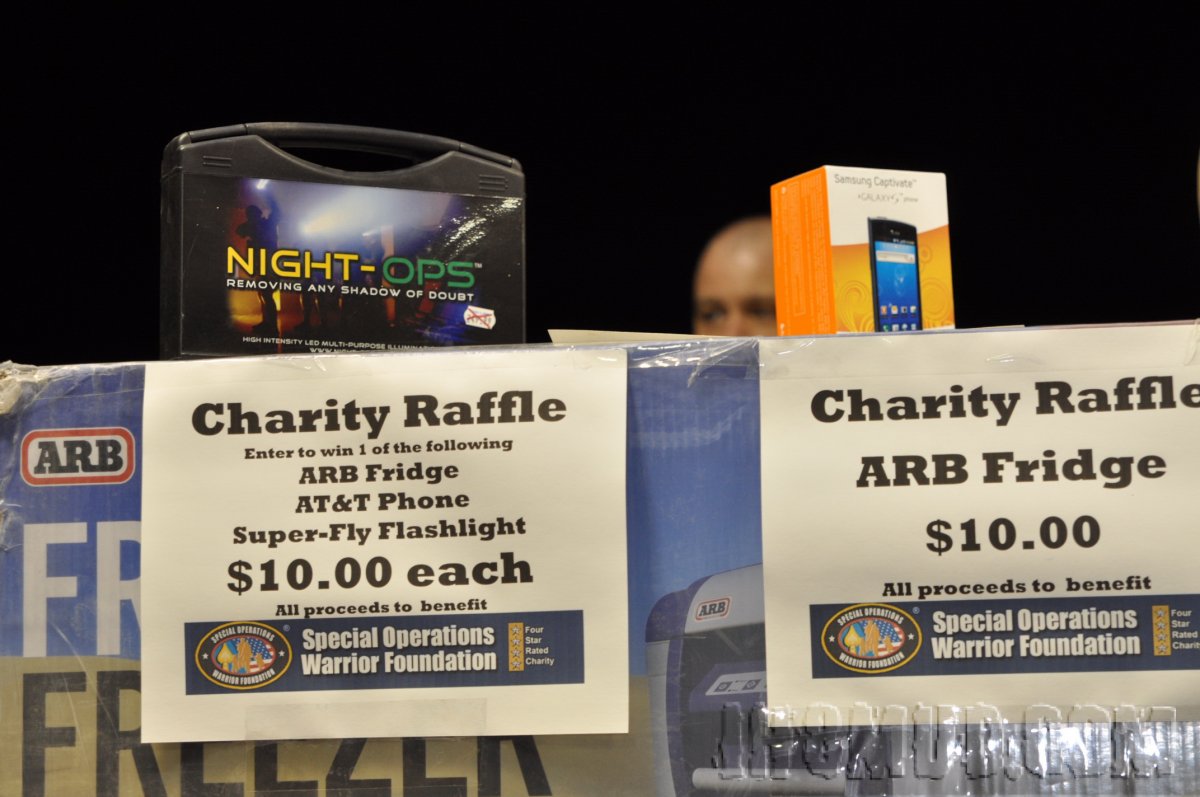 NIGHT-OPS™
REMOVING ANY SHADOW OF DOUBT
HIGH INTENSITY LED MULTI-PURPOSE
Samsung Captivate™
GALAXY S™ phone
ARB
FR
FREEZER
Charity Raffle
Enter to win 1 of the following
ARB Fridge
AT&T Phone
Super-Fly Flashlight
$10.00 each
All proceeds to benefit
SPECIAL OPERATIONS
WARRIOR FOUNDATION
®
Special Operations
Warrior Foundation
Four
Star
Rated
Charity
ARB
Charity Raffle
ARB Fridge
$10.00
All proceeds to benefit
SPECIAL OPERATIONS
WARRIOR FOUNDATION
®
Special Operations
Warrior Foundation
Four
Star
Rated
Charity